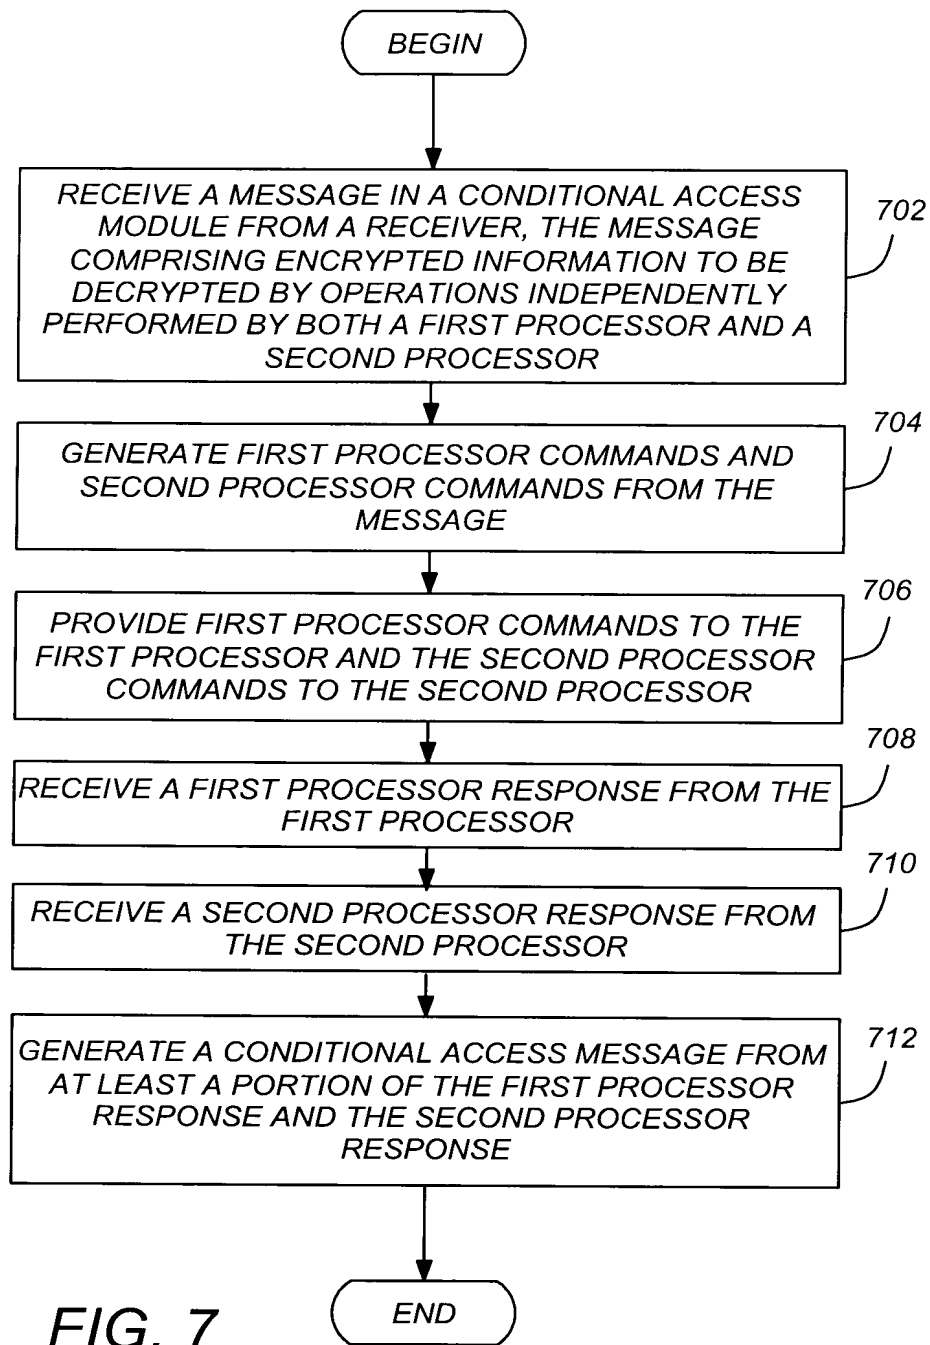 BEGIN
RECEIVE A MESSAGE IN A CONDITIONAL ACCESS
MODULE FROM A RECEIVER, THE MESSAGE
COMPRISING ENCRYPTED INFORMATION TO BE
DECRYPTED BY OPERATIONS INDEPENDENTLY
PERFORMED BY BOTH A FIRST PROCESSOR AND A
SECOND PROCESSOR
702
GENERATE FIRST PROCESSOR COMMANDS AND
SECOND PROCESSOR COMMANDS FROM THE
MESSAGE
704
PROVIDE FIRST PROCESSOR COMMANDS TO THE
FIRST PROCESSOR AND THE SECOND PROCESSOR
COMMANDS TO THE SECOND PROCESSOR
706
RECEIVE A FIRST PROCESSOR RESPONSE FROM THE
FIRST PROCESSOR
708
RECEIVE A SECOND PROCESSOR RESPONSE FROM
THE SECOND PROCESSOR
710
GENERATE A CONDITIONAL ACCESS MESSAGE FROM
AT LEAST A PORTION OF THE FIRST PROCESSOR
RESPONSE AND THE SECOND PROCESSOR
RESPONSE
712
END
FIG. 7